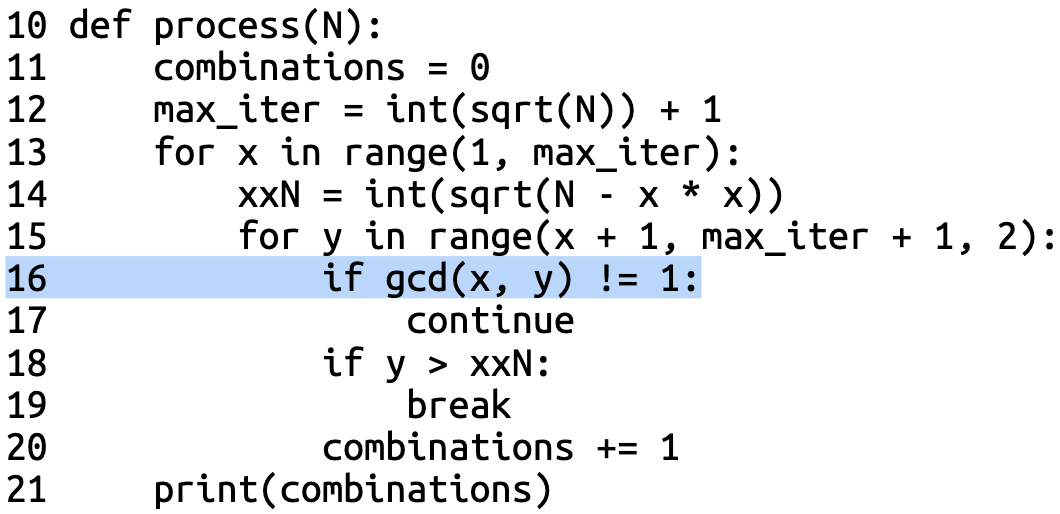 10 def process(N):
11     combinations = 0
12     max_iter = int(sqrt(N)) + 1
13     for x in range(1, max_iter):
14         xxN = int(sqrt(N - x * x))
15         for y in range(x + 1, max_iter + 1, 2):
16             if gcd(x, y) != 1:
17                 continue
18             if y > xxN:
19                 break
20             combinations += 1
21     print(combinations)